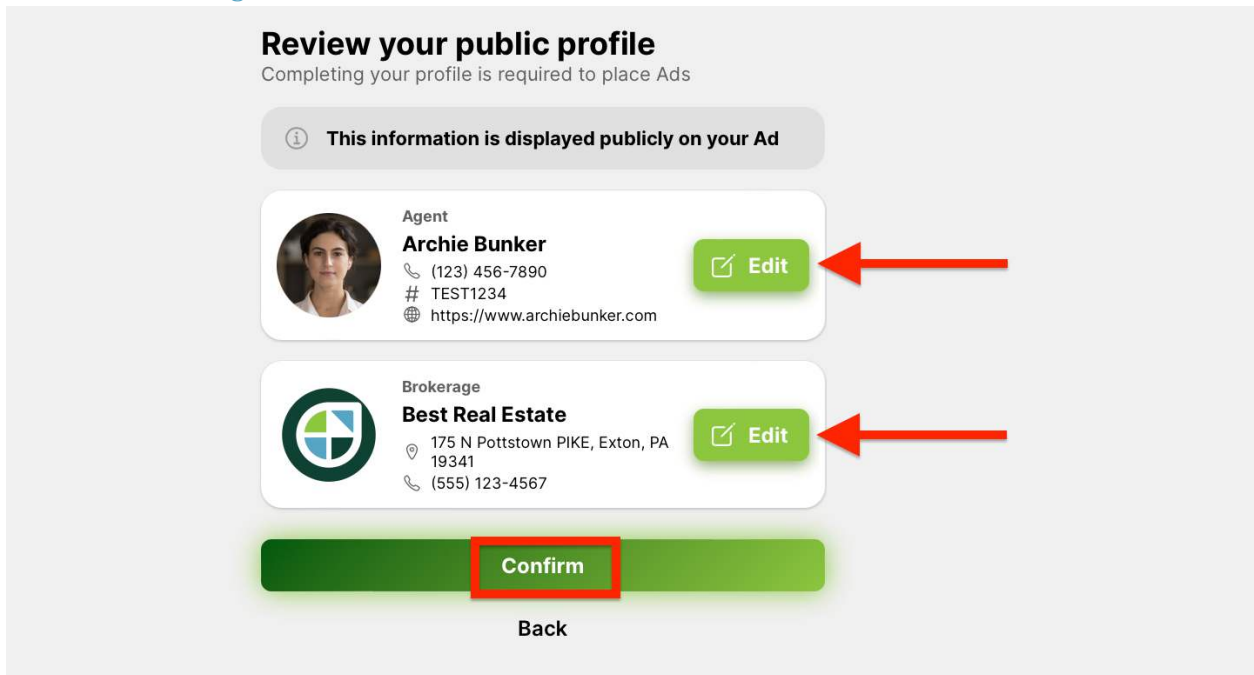 Review your public profile
Completing your profile is required to place Ads
This information is displayed publicly on your Ad
Agent
Archie Bunker
(123) 456-7890
# TEST1234
https://www.archiebunker.com
Edit
Brokerage
Best Real Estate
175 N Pottstown PIKE, Exton, PA
19341
(555) 123-4567
Edit
Confirm
Back